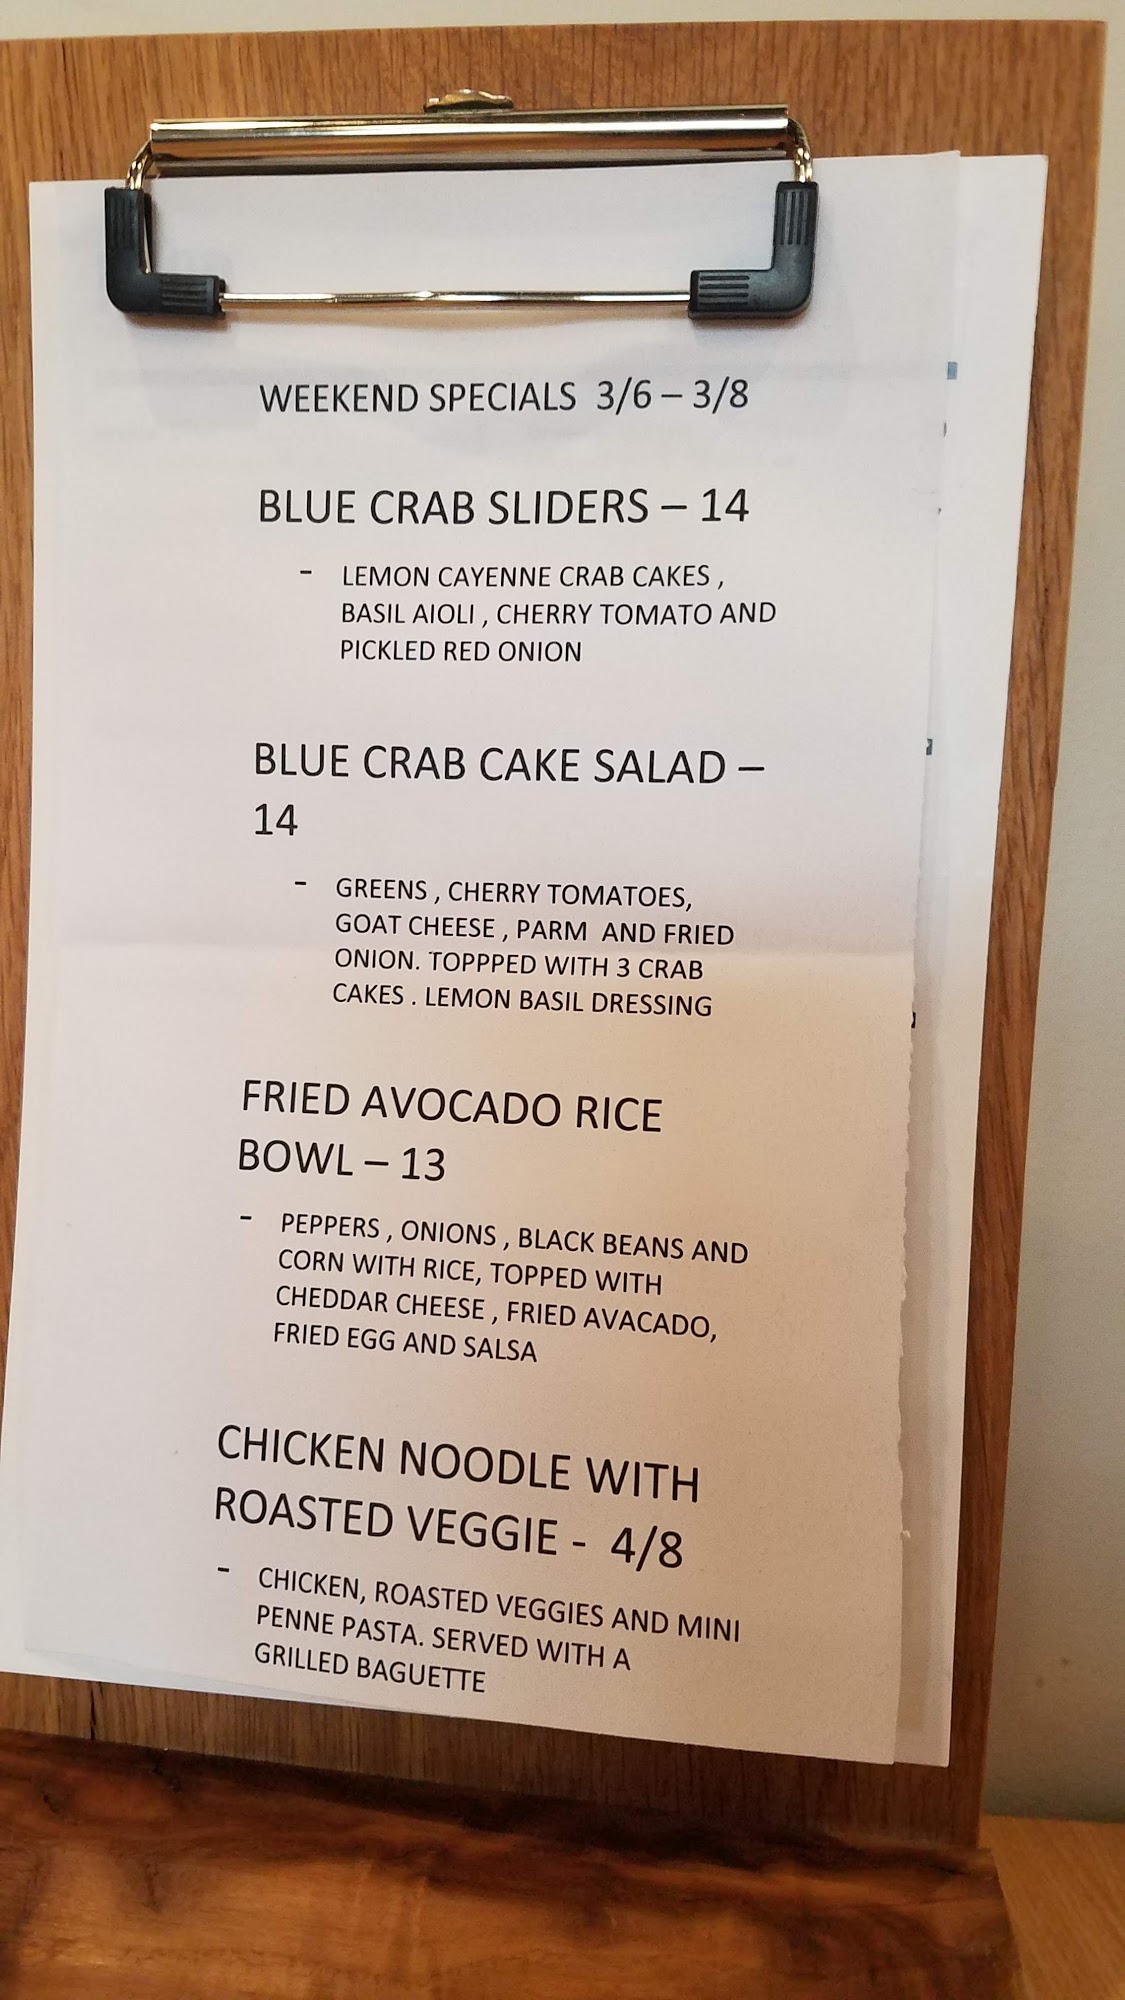 WEEKEND SPECIALS 3/6 – 3/8
BLUE CRAB SLIDERS – 14
- LEMON CAYENNE CRAB CAKES ,
BASIL AIOLI , CHERRY TOMATO AND
PICKLED RED ONION
BLUE CRAB CAKE SALAD –
14
- GREENS , CHERRY TOMATOES,
GOAT CHEESE , PARM AND FRIED
ONION. TOPPPED WITH 3 CRAB
CAKES . LEMON BASIL DRESSING
FRIED AVOCADO RICE
BOWL – 13
- PEPPERS , ONIONS , BLACK BEANS AND
CORN WITH RICE, TOPPED WITH
CHEDDAR CHEESE , FRIED AVACADO,
FRIED EGG AND SALSA
CHICKEN NOODLE WITH
ROASTED VEGGIE - 4/8
- CHICKEN, ROASTED VEGGIES AND MINI
PENNE PASTA. SERVED WITH A
GRILLED BAGUETTE